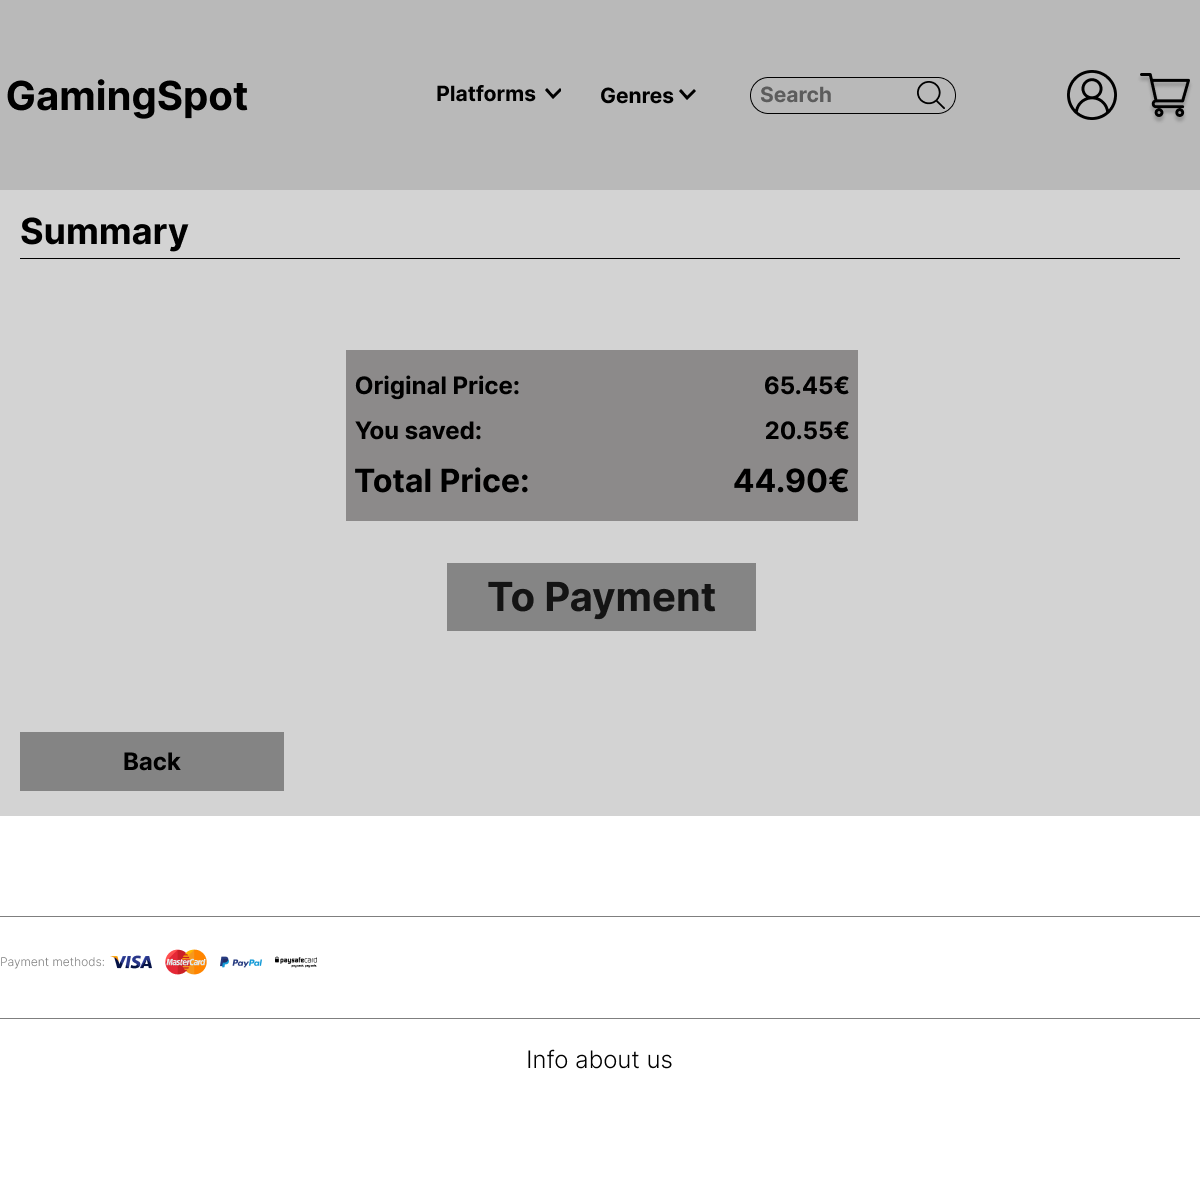 GamingSpot Platforms Genres Search
Summary
Original Price: 65.45€
You saved: 20.55€
Total Price: 44.90€
To Payment
Back
Payment methods: VISA MasterCard PayPal paysafecard
Info about us